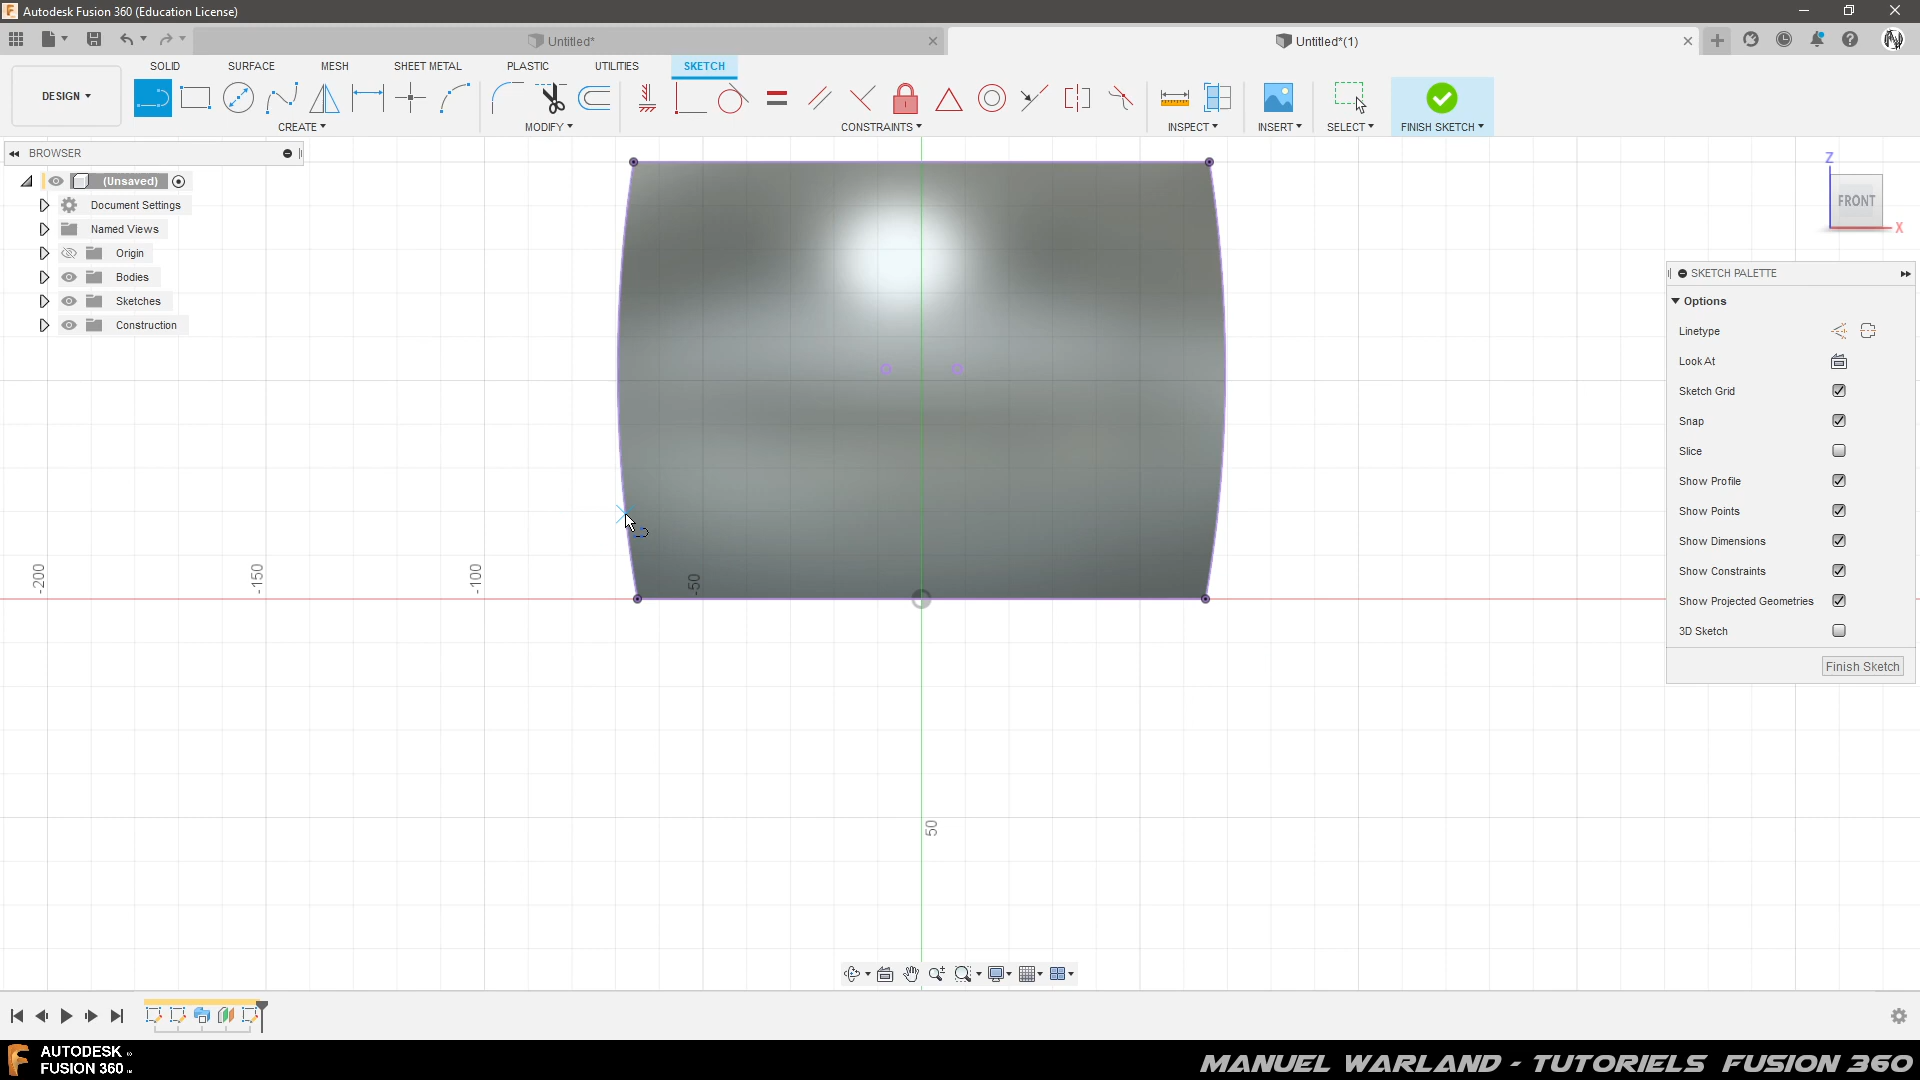 Autodesk Fusion 360 (Education License)
Untitled*
Untitled*(1)
SOLID SURFACE MESH SHEET METAL PLASTIC UTILITIES SKETCH
DESIGN
CREATE MODIFY CONSTRAINTS INSPECT INSERT SELECT FINISH SKETCH
BROWSER
(Unsaved)
Document Settings
Named Views
Origin
Bodies
Sketches
Construction
Z
FRONT
X
SKETCH PALETTE
Options
Linetype
Look At
Sketch Grid
Snap
Slice
Show Profile
Show Points
Show Dimensions
Show Constraints
Show Projected Geometries
3D Sketch
Finish Sketch
-200
-150
-100
-50
50
AUTODESK
FUSION 360
MANUEL WARLAND - TUTORIELS FUSION 360